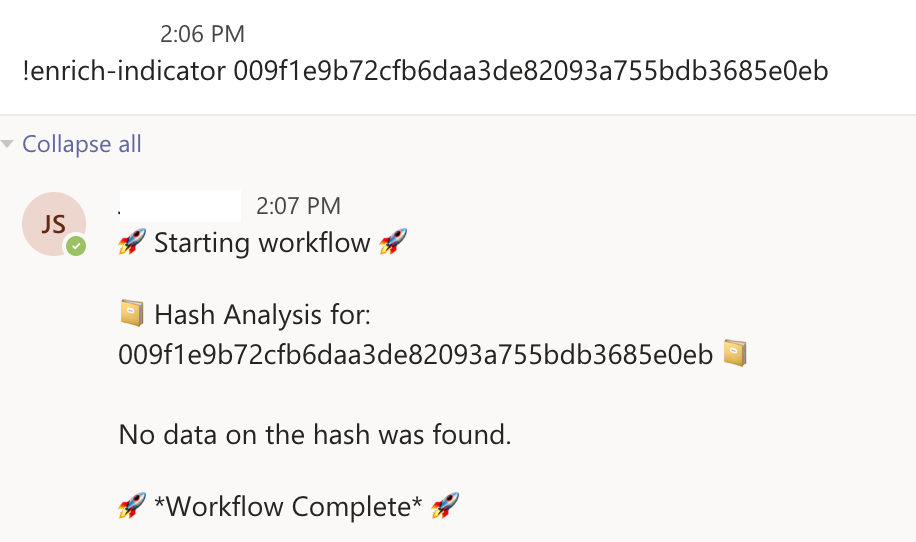 2:06 PM
!enrich-indicator 009f1e9b72cfb6daa3de82093a755bdb3685e0eb
Collapse all
JS
2:07 PM
🚀 Starting workflow 🚀
📔 Hash Analysis for:
009f1e9b72cfb6daa3de82093a755bdb3685e0eb 📔
No data on the hash was found.
🚀 *Workflow Complete* 🚀